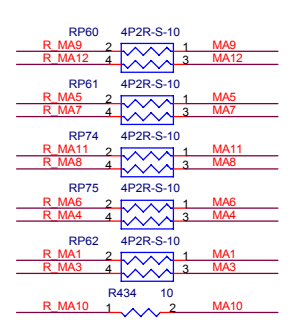 RP60 4P2R-S-10
R_MA9 2 1 MA9
R_MA12 4 3 MA12
RP61 4P2R-S-10
R_MA5 2 1 MA5
R_MA7 4 3 MA7
RP74 4P2R-S-10
R_MA11 2 1 MA11
R_MA8 4 3 MA8
RP75 4P2R-S-10
R_MA6 2 1 MA6
R_MA4 4 3 MA4
RP62 4P2R-S-10
R_MA1 2 1 MA1
R_MA3 4 3 MA3
R434 10
R_MA10 1 2 MA10